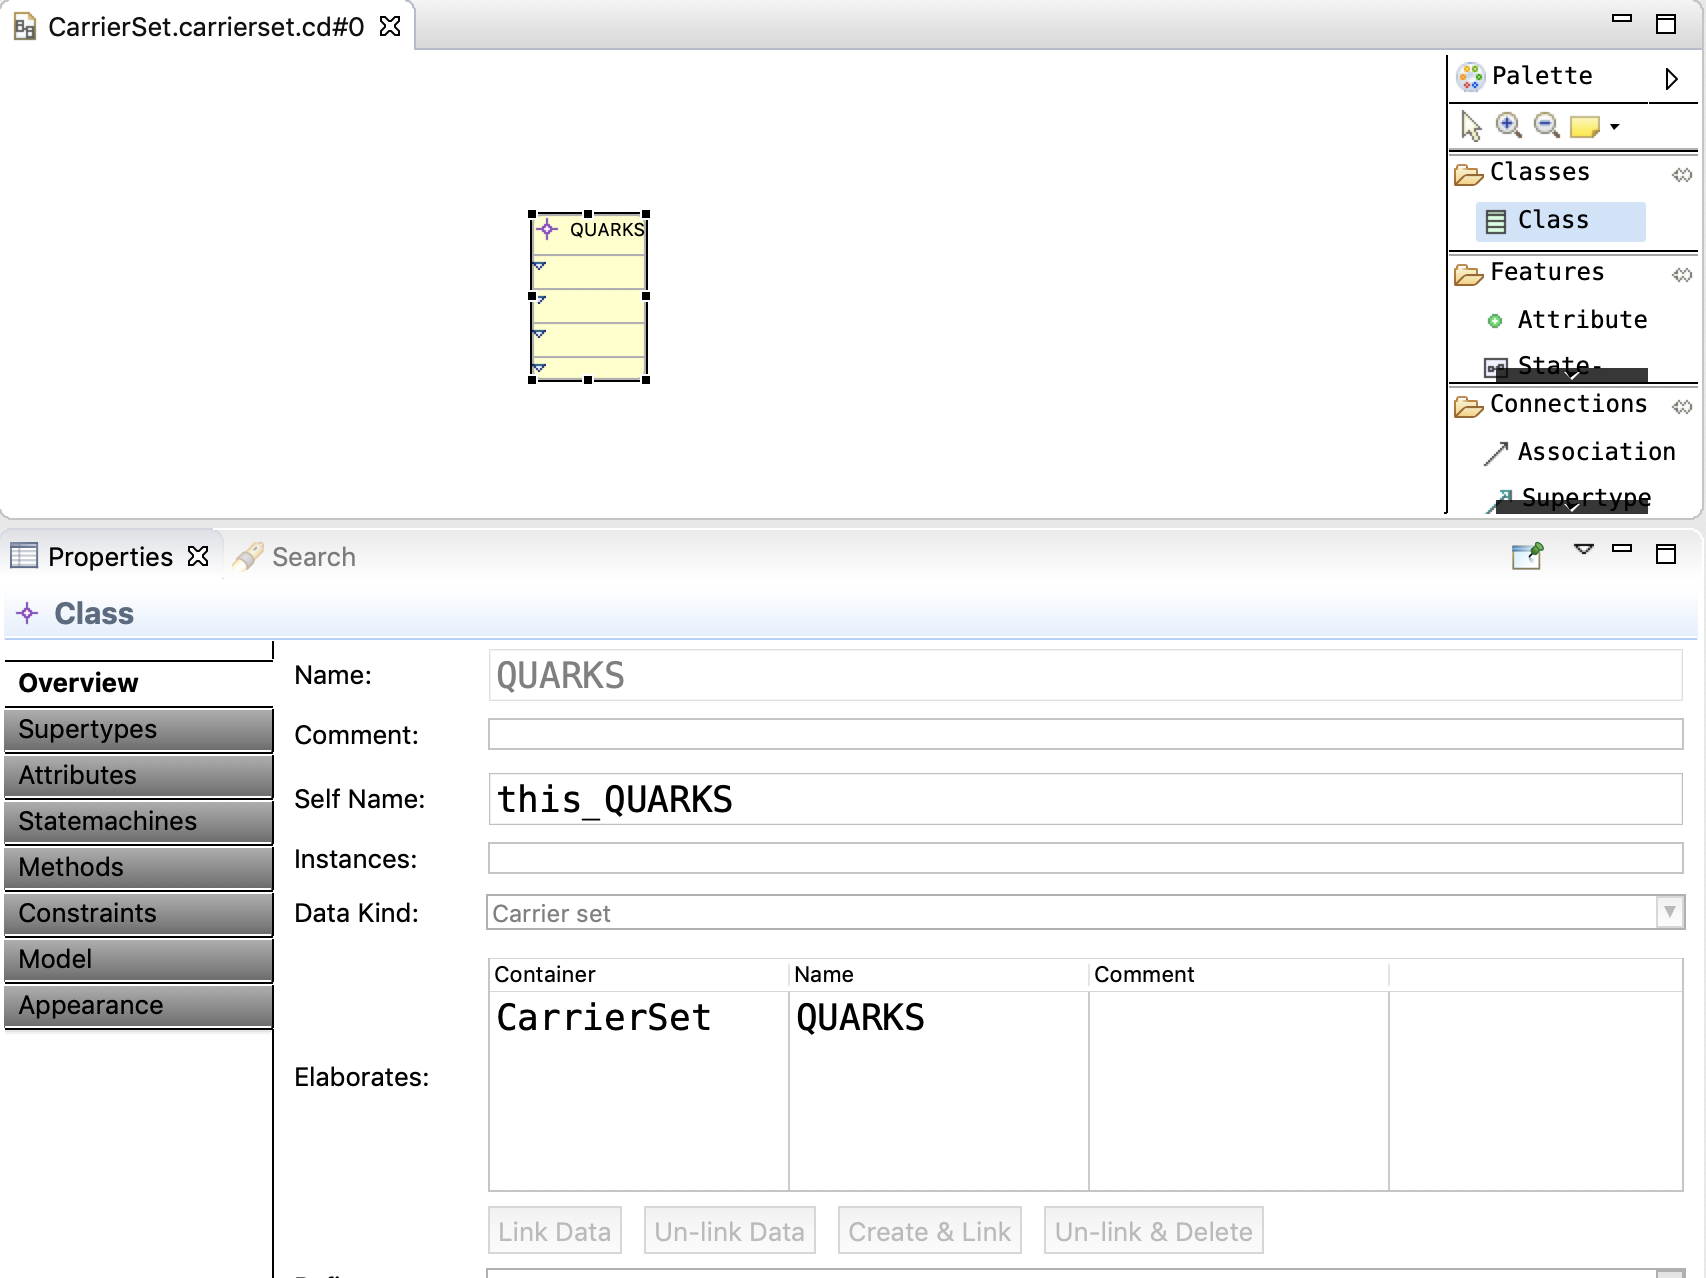 CarrierSet.carrierset.cd#0
Palette
Classes
Class
Features
Attribute
State-
Connections
Association
Supertype
QUARKS
Properties
Search
Class
Overview
Supertypes
Attributes
Statemachines
Methods
Constraints
Model
Appearance
Name: QUARKS
Comment:
Self Name: this_QUARKS
Instances:
Data Kind: Carrier set
Elaborates:
Container Name Comment
CarrierSet QUARKS
Link Data Un-link Data Create & Link Un-link & Delete